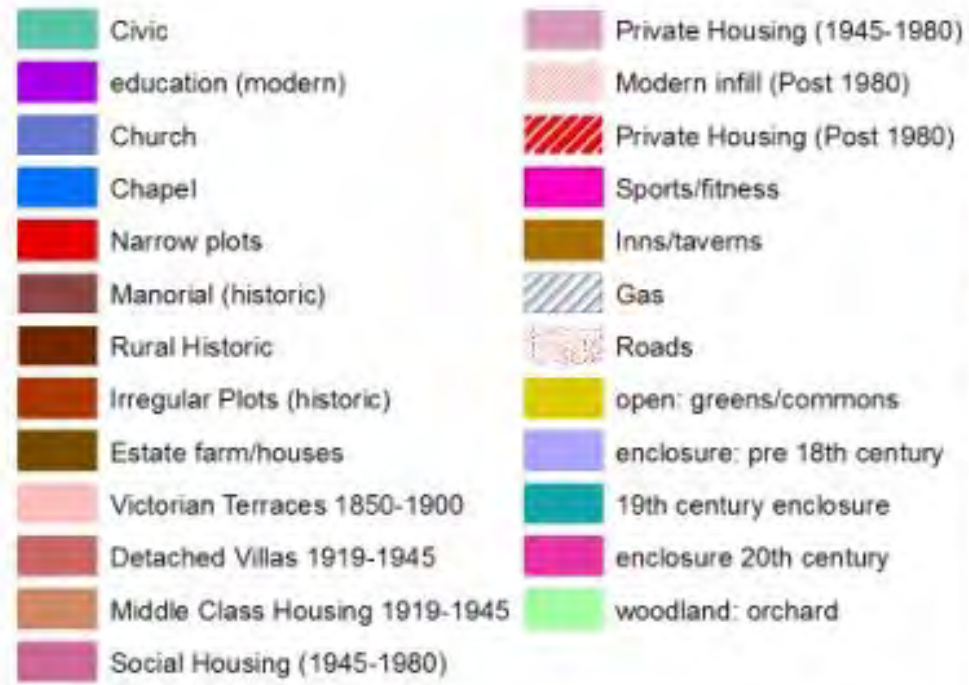 Civic
education (modern)
Church
Chapel
Narrow plots
Manorial (historic)
Rural Historic
Irregular Plots (historic)
Estate farm/houses
Victorian Terraces 1850-1900
Detached Villas 1919-1945
Middle Class Housing 1919-1945
Social Housing (1945-1980)
Private Housing (1945-1980)
Modern infill (Post 1980)
Private Housing (Post 1980)
Sports/fitness
Inns/taverns
Gas
Roads
open: greens/commons
enclosure: pre 18th century
19th century enclosure
enclosure 20th century
woodland: orchard